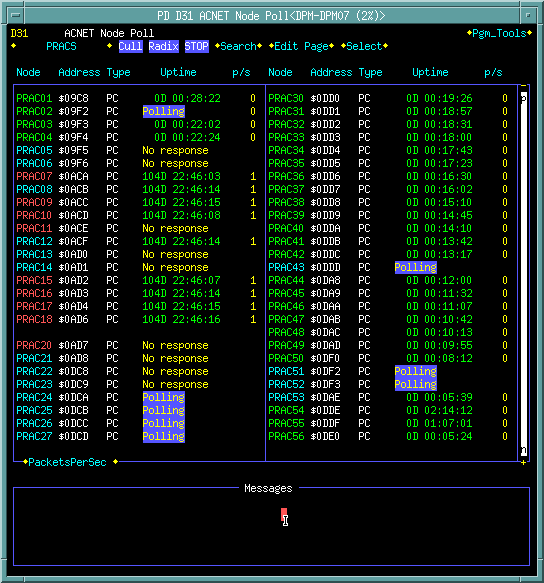 PD D31 ACNET Node Poll<DPM-DPM07 (2%)>
D31 ACNET Node Poll ◆Pgm_Tools◆
◆ PRACS ◆ Cull Radix STOP ◆Search◆ ◆Edit Page◆ ◆Select◆
Node Address Type Uptime p/s Node Address Type Uptime p/s
PRAC01 $09C8 PC 0D 00:28:22 0 PRAC30 $0DD0 PC 0D 00:19:26 0
PRAC02 $09F2 PC Polling 0 PRAC31 $0DD1 PC 0D 00:18:57 0
PRAC03 $09F3 PC 0D 00:22:02 0 PRAC32 $0DD2 PC 0D 00:18:31 0
PRAC04 $09F4 PC 0D 00:22:24 0 PRAC33 $0DD3 PC 0D 00:18:00 0
PRAC05 $09F5 PC No response PRAC34 $0DD4 PC 0D 00:17:43 0
PRAC06 $09F6 PC No response PRAC35 $0DD5 PC 0D 00:17:23 0
PRAC07 $0ACA PC 104D 22:46:03 1 PRAC36 $0DD6 PC 0D 00:16:30 0
PRAC08 $0ACB PC 104D 22:46:14 1 PRAC37 $0DD7 PC 0D 00:16:02 0
PRAC09 $0ACC PC 104D 22:46:15 1 PRAC38 $0DD8 PC 0D 00:15:10 0
PRAC10 $0ACD PC 104D 22:46:08 1 PRAC39 $0DD9 PC 0D 00:14:45 0
PRAC11 $0ACE PC No response PRAC40 $0DDA PC 0D 00:14:10 0
PRAC12 $0ACF PC 104D 22:46:14 1 PRAC41 $0DDB PC 0D 00:13:42 0
PRAC13 $0AD0 PC No response PRAC42 $0DDC PC 0D 00:13:17 0
PRAC14 $0AD1 PC No response PRAC43 $0DDD PC Polling
PRAC15 $0AD2 PC 104D 22:46:07 1 PRAC44 $0DA8 PC 0D 00:12:00 0
PRAC16 $0AD3 PC 104D 22:46:14 1 PRAC45 $0DA9 PC 0D 00:11:32 0
PRAC17 $0AD4 PC 104D 22:46:15 1 PRAC46 $0DAA PC 0D 00:11:07 0
PRAC18 $0AD6 PC 104D 22:46:16 1 PRAC47 $0DAB PC 0D 00:10:42 0
PRAC48 $0DAC PC 0D 00:10:13 0
PRAC20 $0AD7 PC No response PRAC49 $0DAD PC 0D 00:09:55 0
PRAC21 $0AD8 PC No response PRAC50 $0DF0 PC 0D 00:08:12 0
PRAC22 $0DC8 PC No response PRAC51 $0DF2 PC Polling
PRAC23 $0DC9 PC No response PRAC52 $0DF3 PC Polling
PRAC24 $0DCA PC Polling PRAC53 $0DAE PC 0D 00:05:39 0
PRAC25 $0DCB PC Polling PRAC54 $0DDE PC 0D 02:14:12 0
PRAC26 $0DCC PC Polling PRAC55 $0DDF PC 0D 01:07:01 0
PRAC27 $0DCD PC Polling PRAC56 $0DE0 PC 0D 00:05:24 0
◆PacketsPerSec ◆
Messages